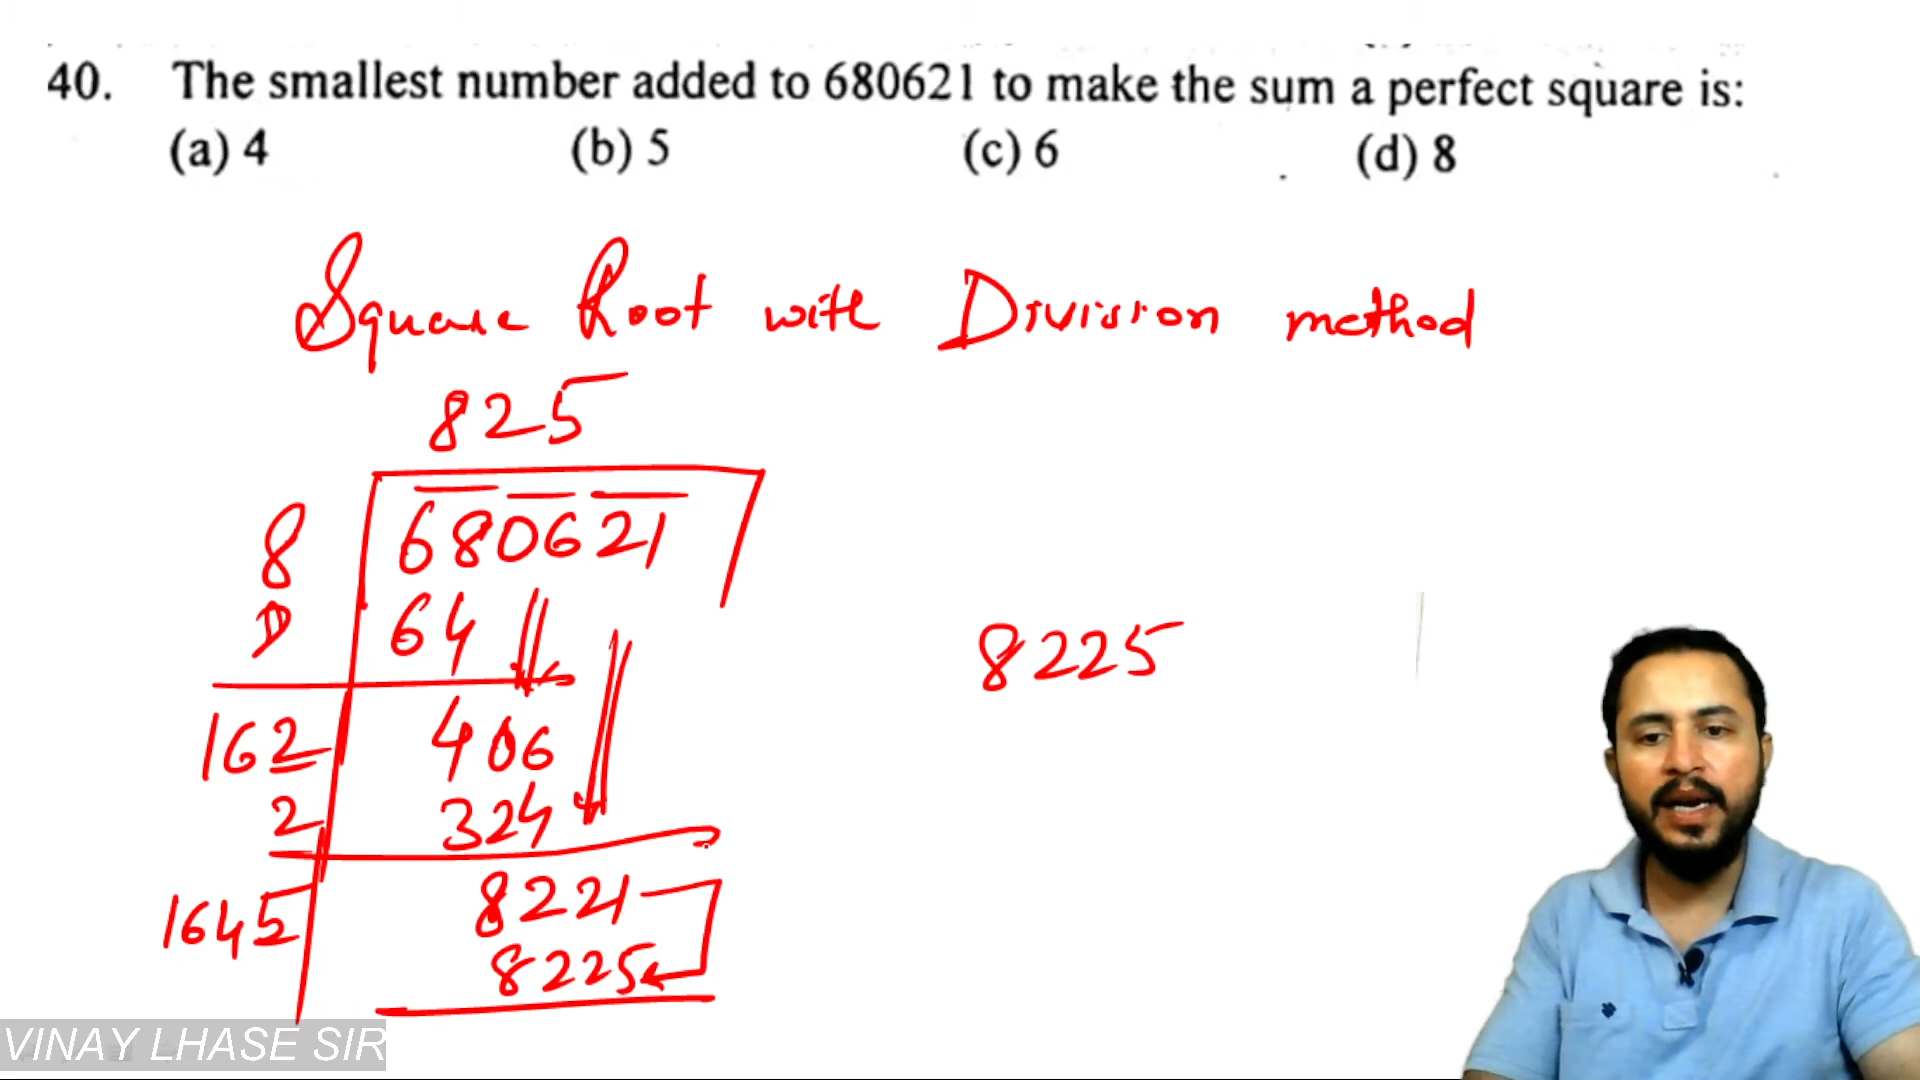 40. The smallest number added to 680621 to make the sum a perfect square is:
(a) 4 (b) 5 (c) 6 (d) 8
Square Root with Division method
825
8 680621
64
162 406
2 324
1645 8221
8225
8225
VINAY LHASE SIR